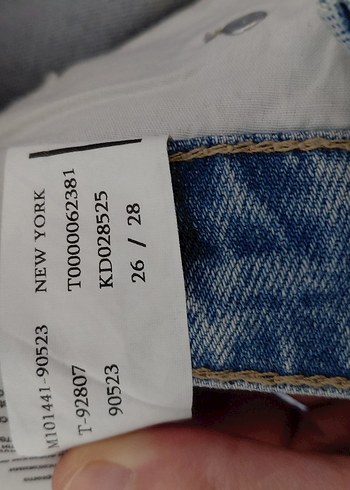 M101441-90523 NEW YORK
T-92807 T0000062381
90523 KD028525
26 / 28